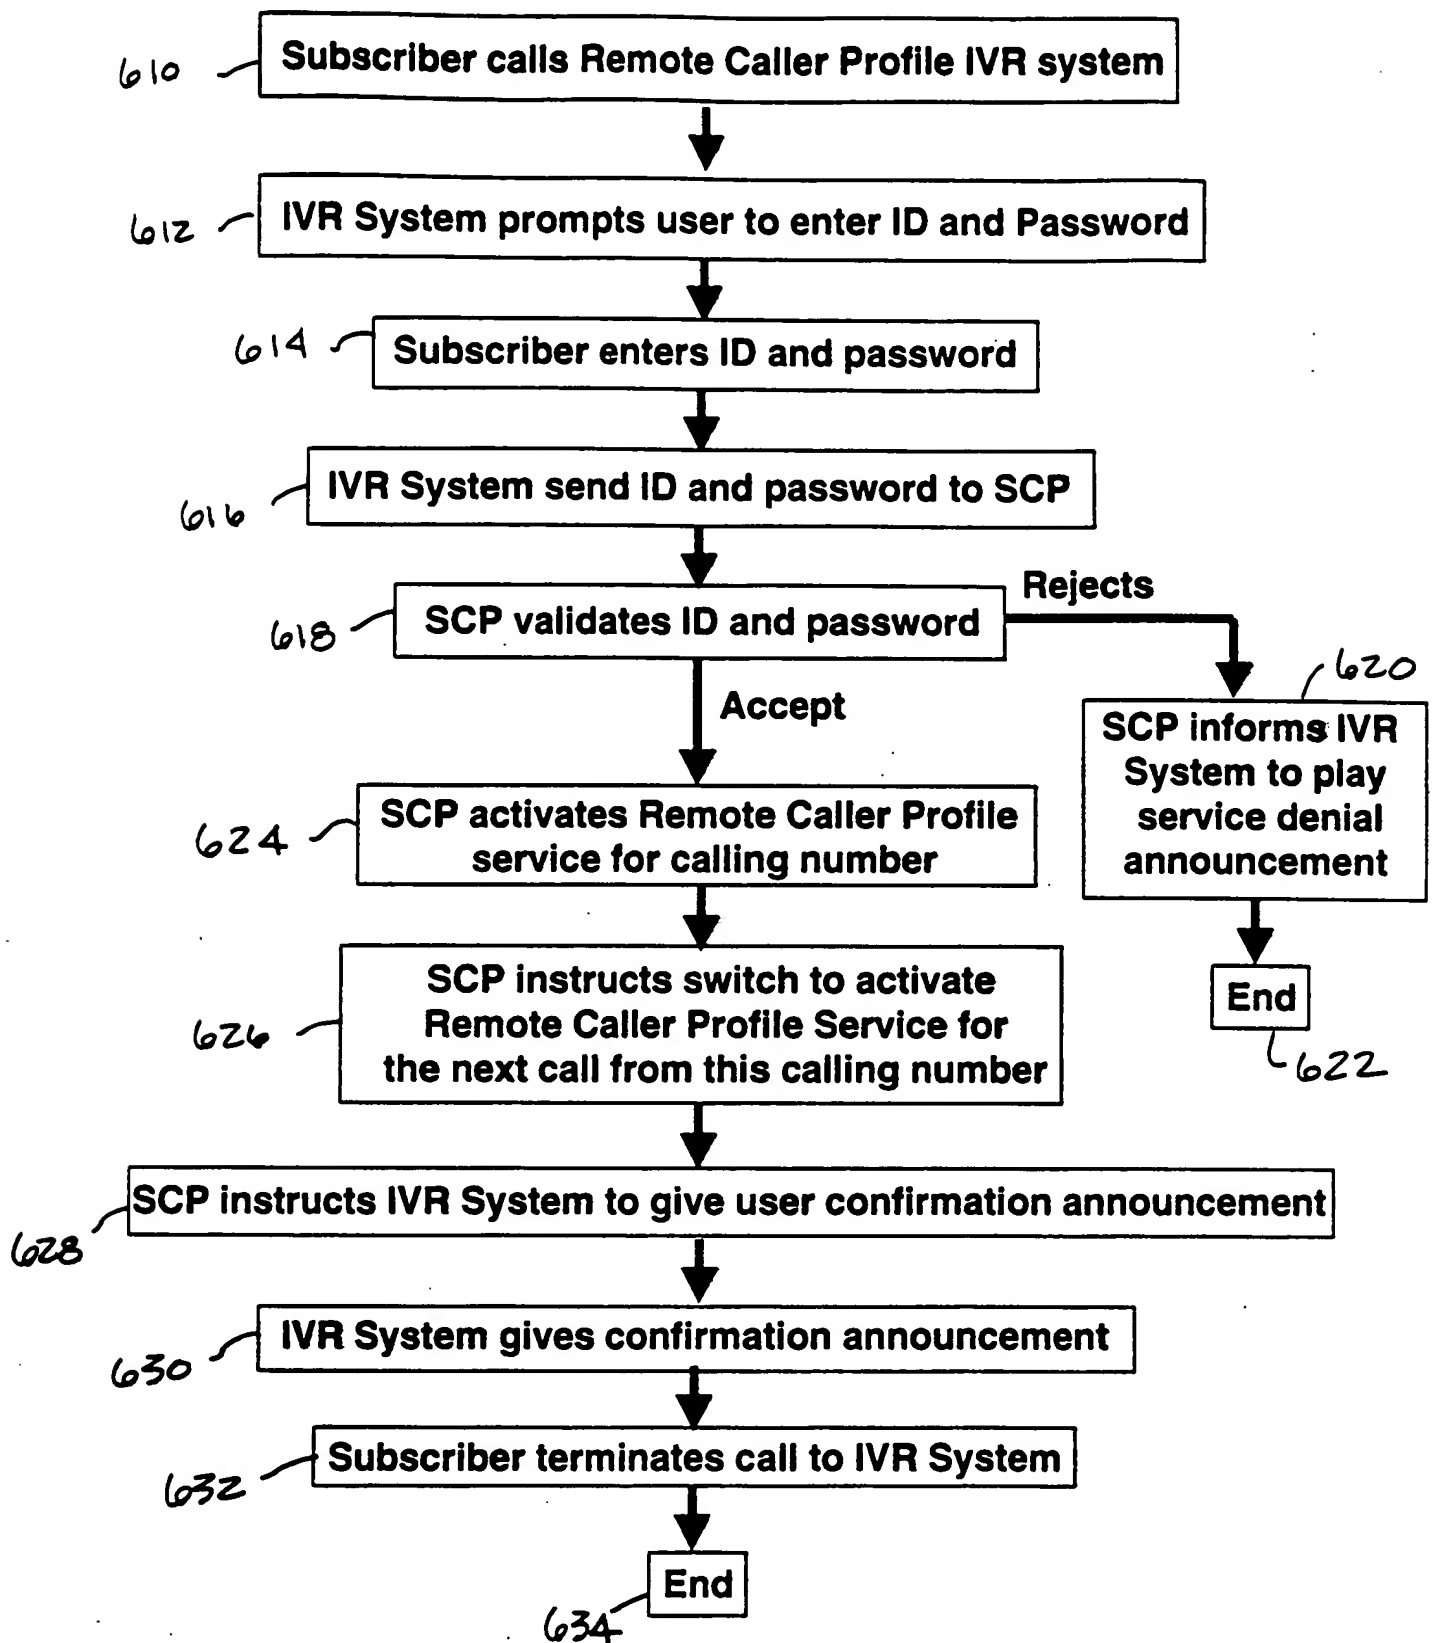 610
Subscriber calls Remote Caller Profile IVR system
612
IVR System prompts user to enter ID and Password
614
Subscriber enters ID and password
616
IVR System send ID and password to SCP
618
SCP validates ID and password
Rejects
Accept
620
SCP informs IVR
System to play
service denial
announcement
End
622
624
SCP activates Remote Caller Profile
service for calling number
626
SCP instructs switch to activate
Remote Caller Profile Service for
the next call from this calling number
628
SCP instructs IVR System to give user confirmation announcement
630
IVR System gives confirmation announcement
632
Subscriber terminates call to IVR System
End
634